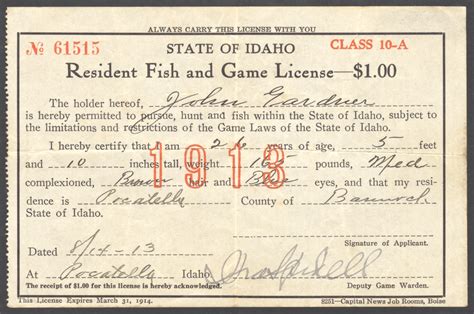 ALWAYS CARRY THIS LICENSE WITH YOU
No 61515 STATE OF IDAHO CLASS 10-A
Resident Fish and Game License—$1.00
The holder hereof, John Gardner
is hereby permitted to pursue, hunt and fish within the State of Idaho, subject to
the limitations and restrictions of the Game Laws of the State of Idaho.
I hereby certify that I am 26 years of age, 5 feet
and 10 inches tall, weight 165 pounds, Med
complexioned, Brown hair and Blue eyes, and that my resi-
dence is Pocatello County of Bannock
State of Idaho.
1913
Dated 8/14-13
Signature of Applicant.
At Pocatello Idaho,
The receipt of $1.00 for this license is hereby acknowledged. Deputy Game Warden.
This License Expires March 31, 1914. 8251—Capital News Job Rooms, Boise